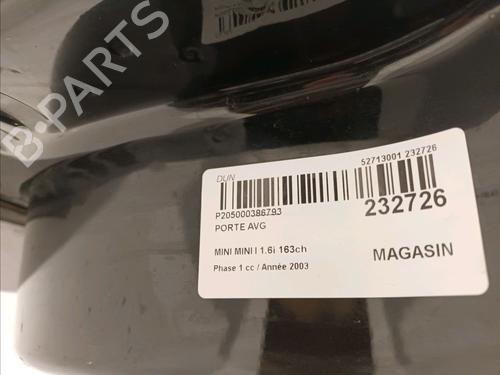 B-PARTS
DUN
52713001 232726
P205000386793
232726
PORTE AVG
MINI MINI I 1.6i 163ch
MAGASIN
Phase 1 cc / Année 2003